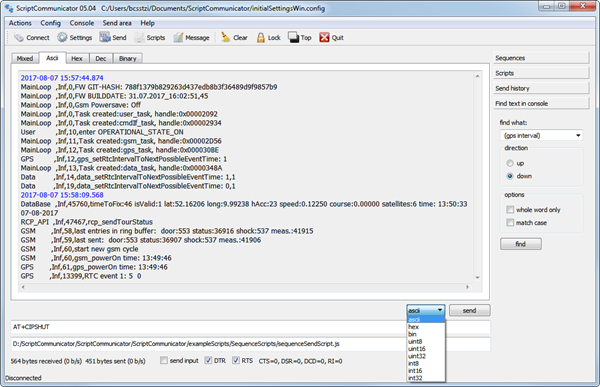 ScriptCommunicator 05.04   C:/Users/bcsstzi/Documents/ScriptCommunicator/initialSettingsWin.config
Actions Config Console Send area Help
Connect Settings Send Scripts Message Clear Lock Top Quit
Mixed Ascii Hex Dec Binary
2017-08-07 15:57:44.874
MainLoop ,Inf,0,FW GIT-HASH: 788f1379b829263d437edb8b3f36489d9f9857b9
MainLoop ,Inf,0,FW BUILDDATE: 31.07.2017_16:02:51,45
MainLoop ,Inf,0,Gsm Powersave: Off
MainLoop ,Inf,0,Task created:user_task, handle:0x00002092
MainLoop ,Inf,0,Task created:cmdIf_task, handle:0x00002934
User ,Inf,10,enter OPERATIONAL_STATE_ON
MainLoop ,Inf,11,Task created:gsm_task, handle:0x00002D56
MainLoop ,Inf,12,Task created:gps_task, handle:0x0000308E
GPS ,Inf,12,gps_setRtcIntervalToNextPossibleEventTime: 1
MainLoop ,Inf,13,Task created:data_task, handle:0x0000348A
Data ,Inf,14,data_setRtcIntervalToNextPossibleEventTime: 1,1
Data ,Inf,14,data_setRtcIntervalToNextPossibleEventTime: 0,1
2017-08-07 15:58:09.568
DataBase ,Inf,45760,timeToFix:46 isValid:1 lat:52.16206 long:9.99238 hAcc:23 speed:0.12250 course:0.00000 satellites:6 time: 13:50:33
07-08-2017
RCP_API ,Inf,47467,rcp_sendTourStatus
GSM ,Inf,58,last entries in ring buffer: door:553 status:36916 shock:537 meas.:41915
GSM ,Inf,59,last sent: door:553 status:36907 shock:537 meas.:41906
GSM ,Inf,60,start new gsm cycle
GSM ,Inf,60,gsm_powerOn time: 13:49:46
GPS ,Inf,61,gps_powerOn time: 13:49:46
GPS ,Inf,13399,RTC event 1: 5 0
Sequences
Scripts
Send history
Find text in console
find what:
(gps interval)
direction
up
down
options
whole word only
match case
find
ascii
send
ascii
hex
bin
uint8
uint16
uint32
int8
int16
int32
AT+CIPSHUT
D:/ScriptCommunicator/ScriptCommunicator/exampleScripts/SequenceScripts/sequenceSendScript.js
564 bytes received (0 b/s) 451 bytes sent (0 b/s) send input DTR RTS CTS=0, DSR=0, DCD=0, RI=0
Disconnected